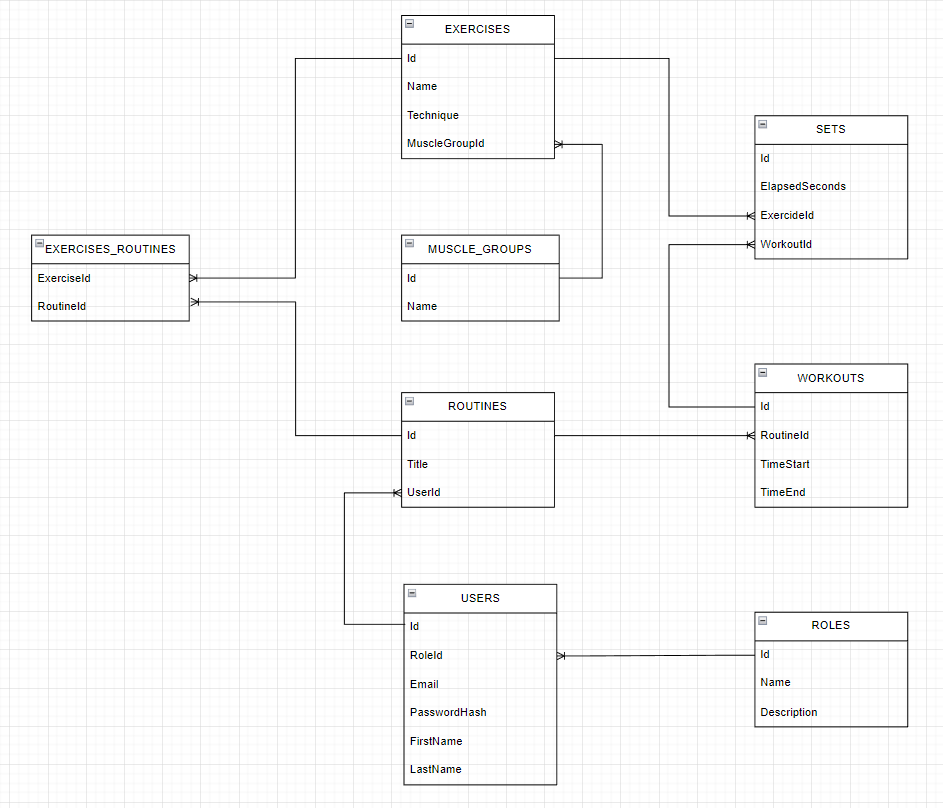 EXERCISES
Id
Name
Technique
MuscleGroupId
SETS
Id
ElapsedSeconds
ExercideId
WorkoutId
EXERCISES_ROUTINES
ExerciseId
RoutineId
MUSCLE_GROUPS
Id
Name
WORKOUTS
Id
RoutineId
TimeStart
TimeEnd
ROUTINES
Id
Title
UserId
USERS
Id
RoleId
Email
PasswordHash
FirstName
LastName
ROLES
Id
Name
Description